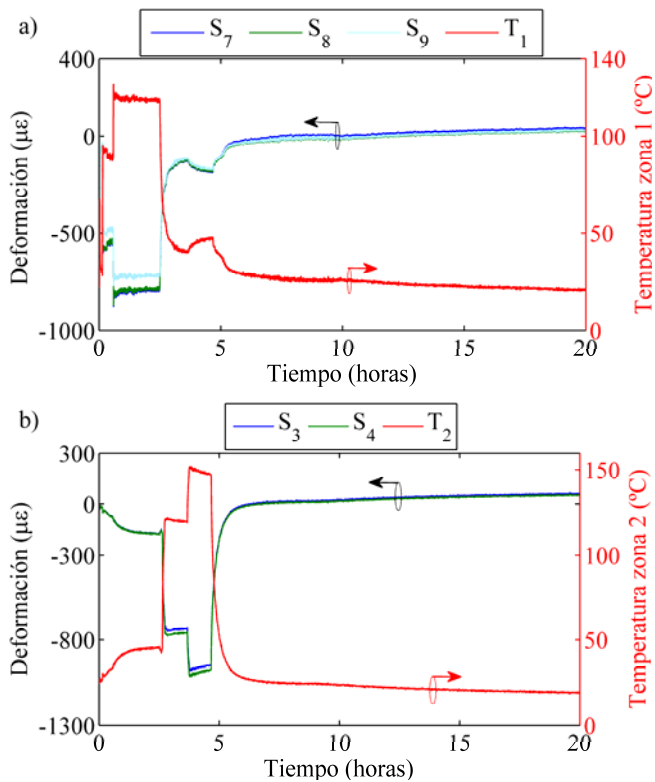 a)
S7 S8 S9 T1
400
0
-500
-1000
Deformación (με)
140
100
50
0
Temperatura zona 1 (ºC)
0 5 10 15 20
Tiempo (horas)
b)
S3 S4 T2
300
0
-300
-800
-1300
Deformación (με)
150
100
50
0
Temperatura zona 2 (ºC)
0 5 10 15 20
Tiempo (horas)